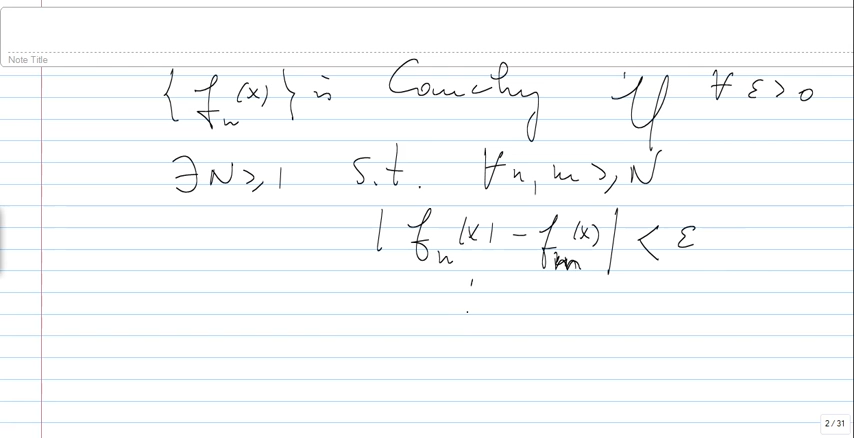 Note Title
{ fₙ(x) } is Cauchy if ∀ ε > 0
∃ N ≥ 1 s.t. ∀ n, m ≥ N
| fₙ(x) − fₘ(x) | < ε
2 / 31